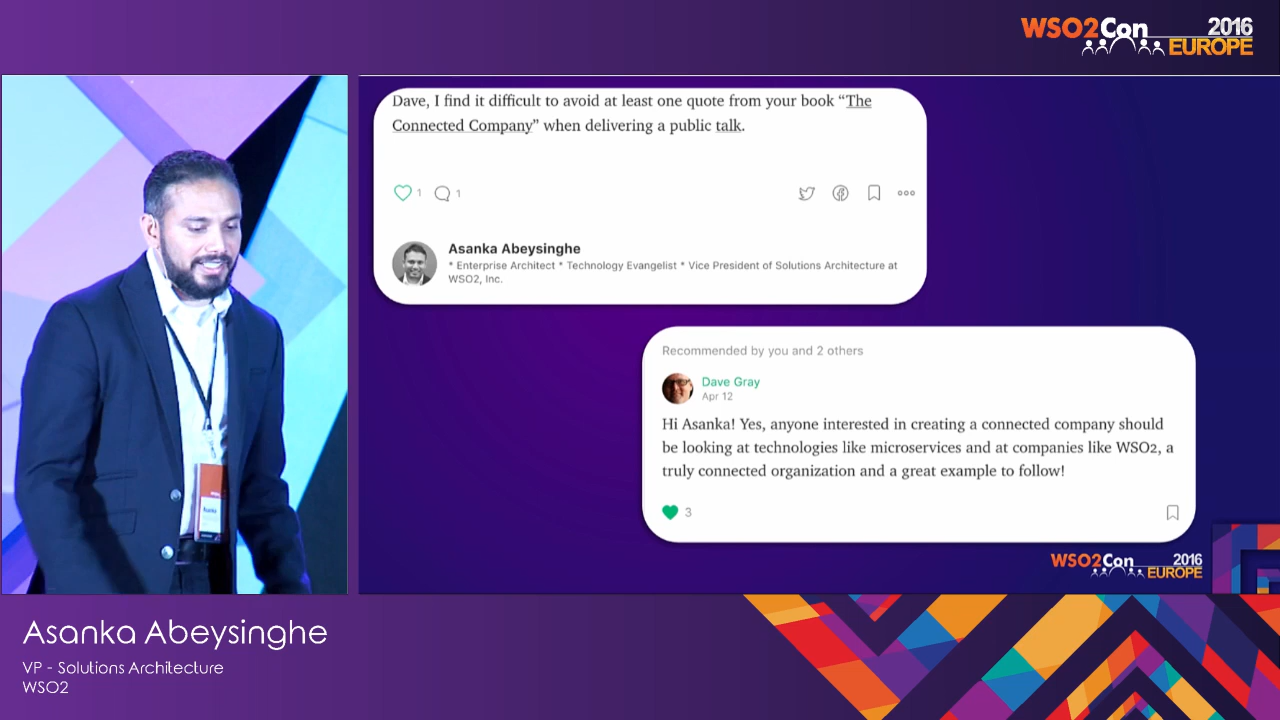 WSO2Con 2016
EUROPE
Dave, I find it difficult to avoid at least one quote from your book “The
Connected Company” when delivering a public talk.
1 1
Asanka Abeysinghe
* Enterprise Architect * Technology Evangelist * Vice President of Solutions Architecture at
WSO2, Inc.
Recommended by you and 2 others
Dave Gray
Apr 12
Hi Asanka! Yes, anyone interested in creating a connected company should
be looking at technologies like microservices and at companies like WSO2, a
truly connected organization and a great example to follow!
3
WSO2Con 2016
EUROPE
Asanka Abeysinghe
VP - Solutions Architecture
WSO2